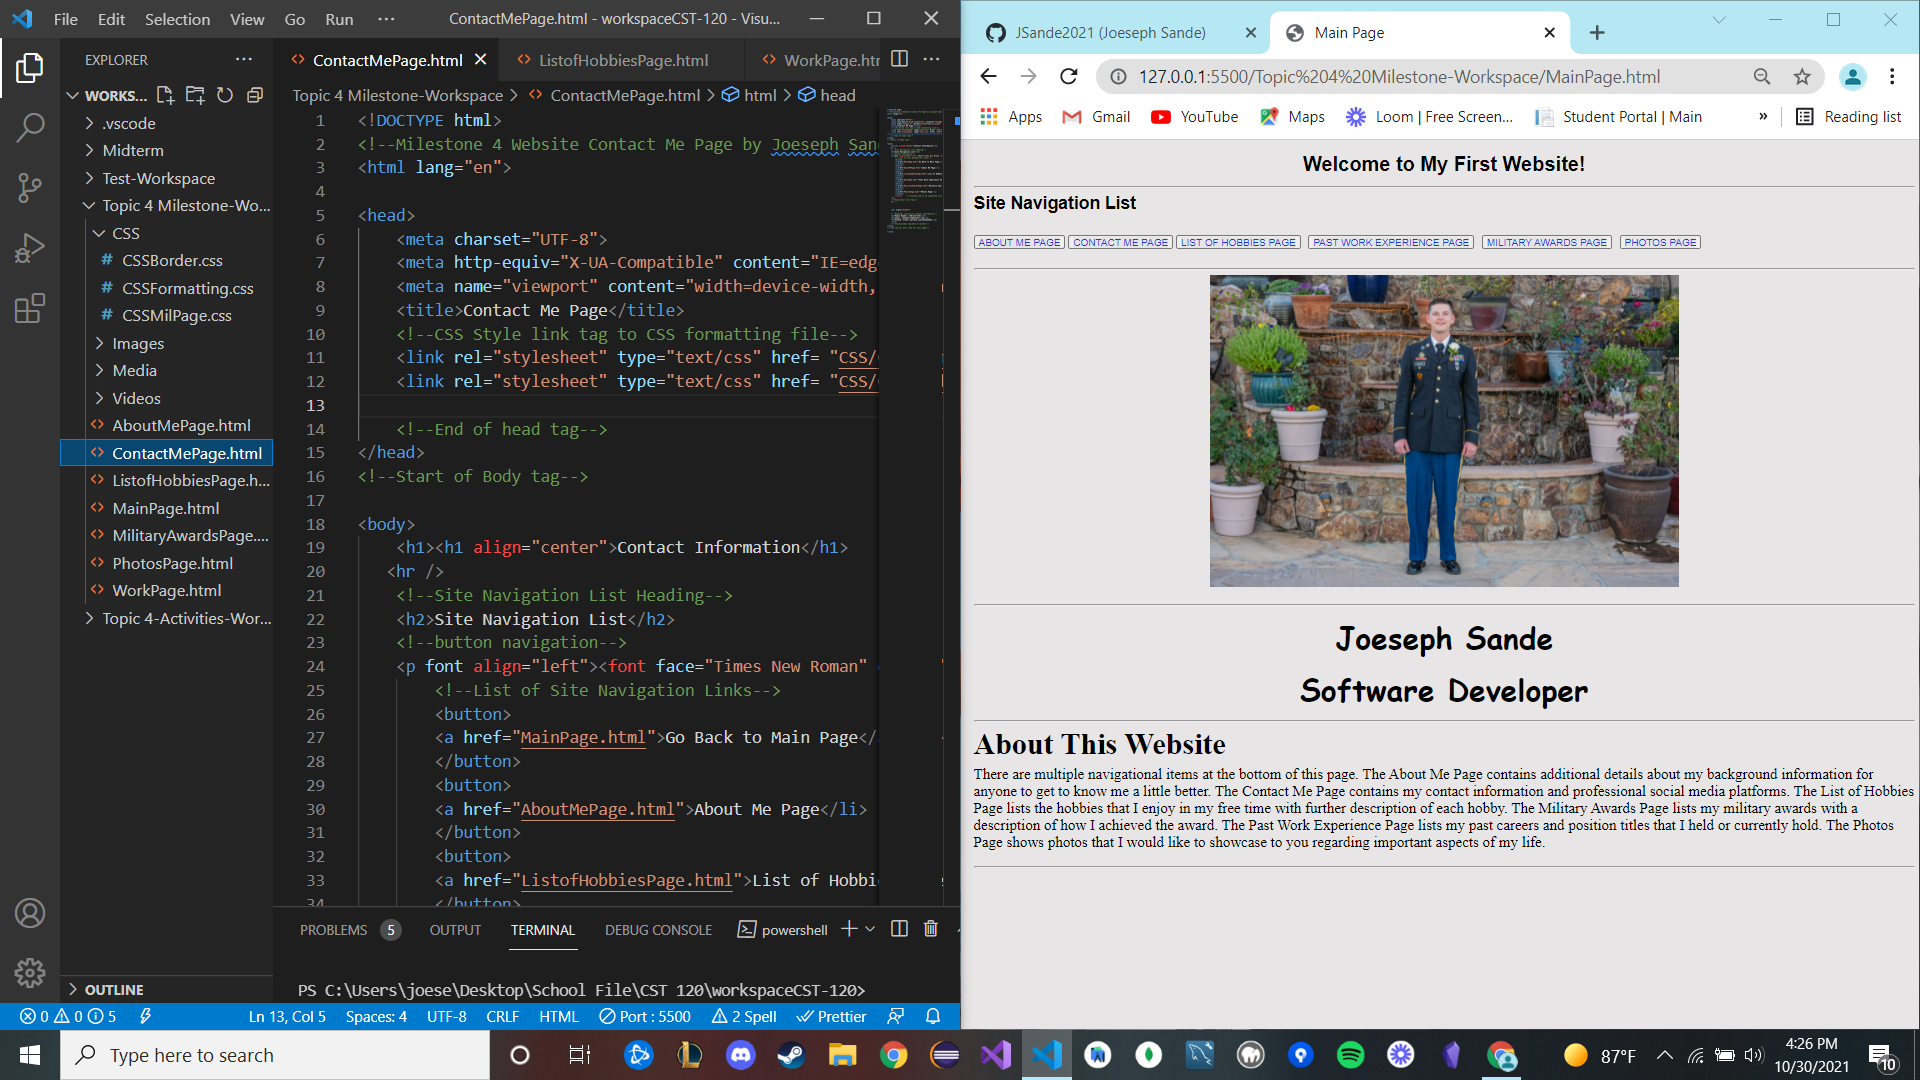 File Edit Selection View Go Run ··· ContactMePage.html - workspaceCST-120 - Visu...
EXPLORER ···
WORKS...
.vscode
Midterm
Test-Workspace
Topic 4 Milestone-Wo...
CSS
# CSSBorder.css
# CSSFormatting.css
# CSSMilPage.css
Images
Media
Videos
AboutMePage.html
ContactMePage.html
ListofHobbiesPage.h...
MainPage.html
MilitaryAwardsPage....
PhotosPage.html
WorkPage.html
Topic 4-Activities-Wor...
OUTLINE
ContactMePage.html ListofHobbiesPage.html WorkPage.htr
Topic 4 Milestone-Workspace > ContactMePage.html > html > head
1 <!DOCTYPE html>
2 <!--Milestone 4 Website Contact Me Page by Joeseph San
3 <html lang="en">
4
5 <head>
6 <meta charset="UTF-8">
7 <meta http-equiv="X-UA-Compatible" content="IE=edg
8 <meta name="viewport" content="width=device-width,
9 <title>Contact Me Page</title>
10 <!--CSS Style link tag to CSS formatting file-->
11 <link rel="stylesheet" type="text/css" href= "CSS/
12 <link rel="stylesheet" type="text/css" href= "CSS/
13
14 <!--End of head tag-->
15 </head>
16 <!--Start of Body tag-->
17
18 <body>
19 <h1><h1 align="center">Contact Information</h1>
20 <hr />
21 <!--Site Navigation List Heading-->
22 <h2>Site Navigation List</h2>
23 <!--button navigation-->
24 <p font align="left"><font face="Times New Roman"
25 <!--List of Site Navigation Links-->
26 <button>
27 <a href="MainPage.html">Go Back to Main Page</
28 </button>
29 <button>
30 <a href="AboutMePage.html">About Me Page</li>
31 </button>
32 <button>
33 <a href="ListofHobbiesPage.html">List of Hobbi
34 </button>
PROBLEMS 5 OUTPUT TERMINAL DEBUG CONSOLE powershell
PS C:\Users\joese\Desktop\School File\CST 120\workspaceCST-120>
0 0 5 Ln 13, Col 5 Spaces: 4 UTF-8 CRLF HTML Port : 5500 2 Spell Prettier
JSande2021 (Joeseph Sande) Main Page
127.0.0.1:5500/Topic%204%20Milestone-Workspace/MainPage.html
Apps Gmail YouTube Maps Loom | Free Screen... Student Portal | Main » Reading list
Welcome to My First Website!
Site Navigation List
ABOUT ME PAGE CONTACT ME PAGE LIST OF HOBBIES PAGE PAST WORK EXPERIENCE PAGE MILITARY AWARDS PAGE PHOTOS PAGE
Joeseph Sande
Software Developer
About This Website
There are multiple navigational items at the bottom of this page. The About Me Page contains additional details about my background information for
anyone to get to know me a little better. The Contact Me Page contains my contact information and professional social media platforms. The List of Hobbies
Page lists the hobbies that I enjoy in my free time with further description of each hobby. The Military Awards Page lists my military awards with a
description of how I achieved the award. The Past Work Experience Page lists my past careers and position titles that I held or currently hold. The Photos
Page shows photos that I would like to showcase to you regarding important aspects of my life.
Type here to search
87°F
4:26 PM
10/30/2021
10